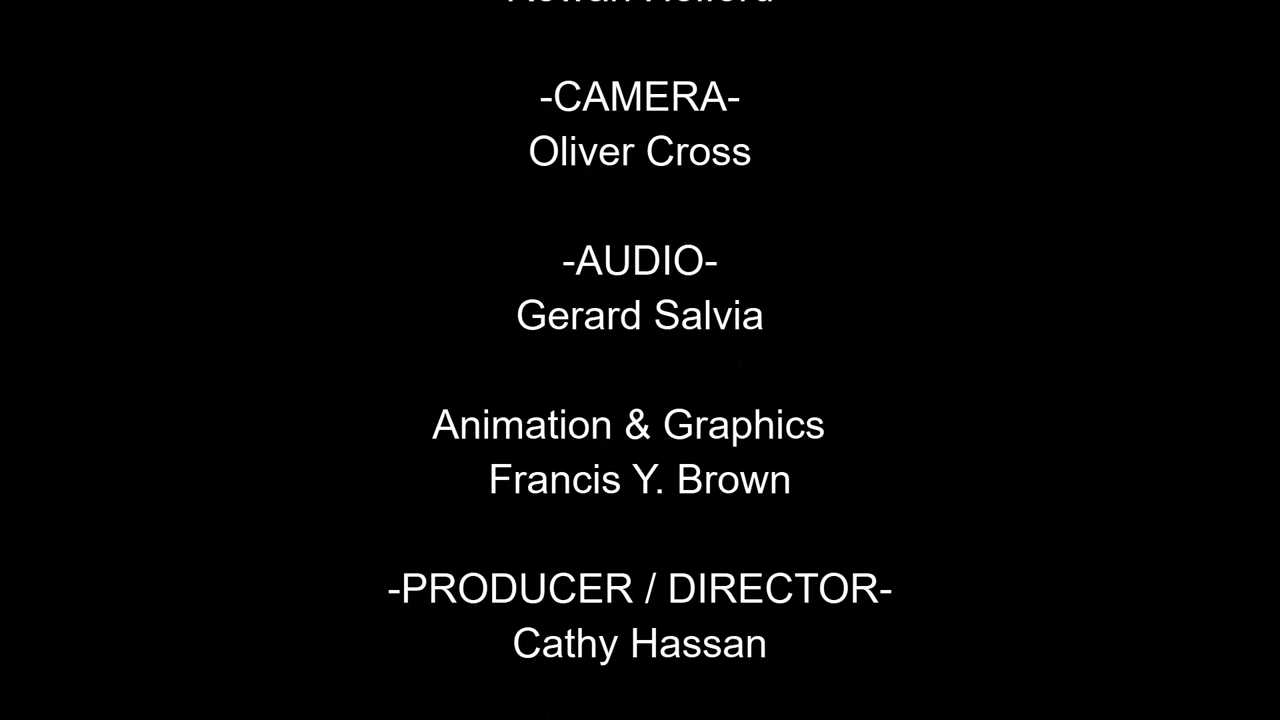 -CAMERA-
Oliver Cross
-AUDIO-
Gerard Salvia
Animation & Graphics
Francis Y. Brown
-PRODUCER / DIRECTOR-
Cathy Hassan